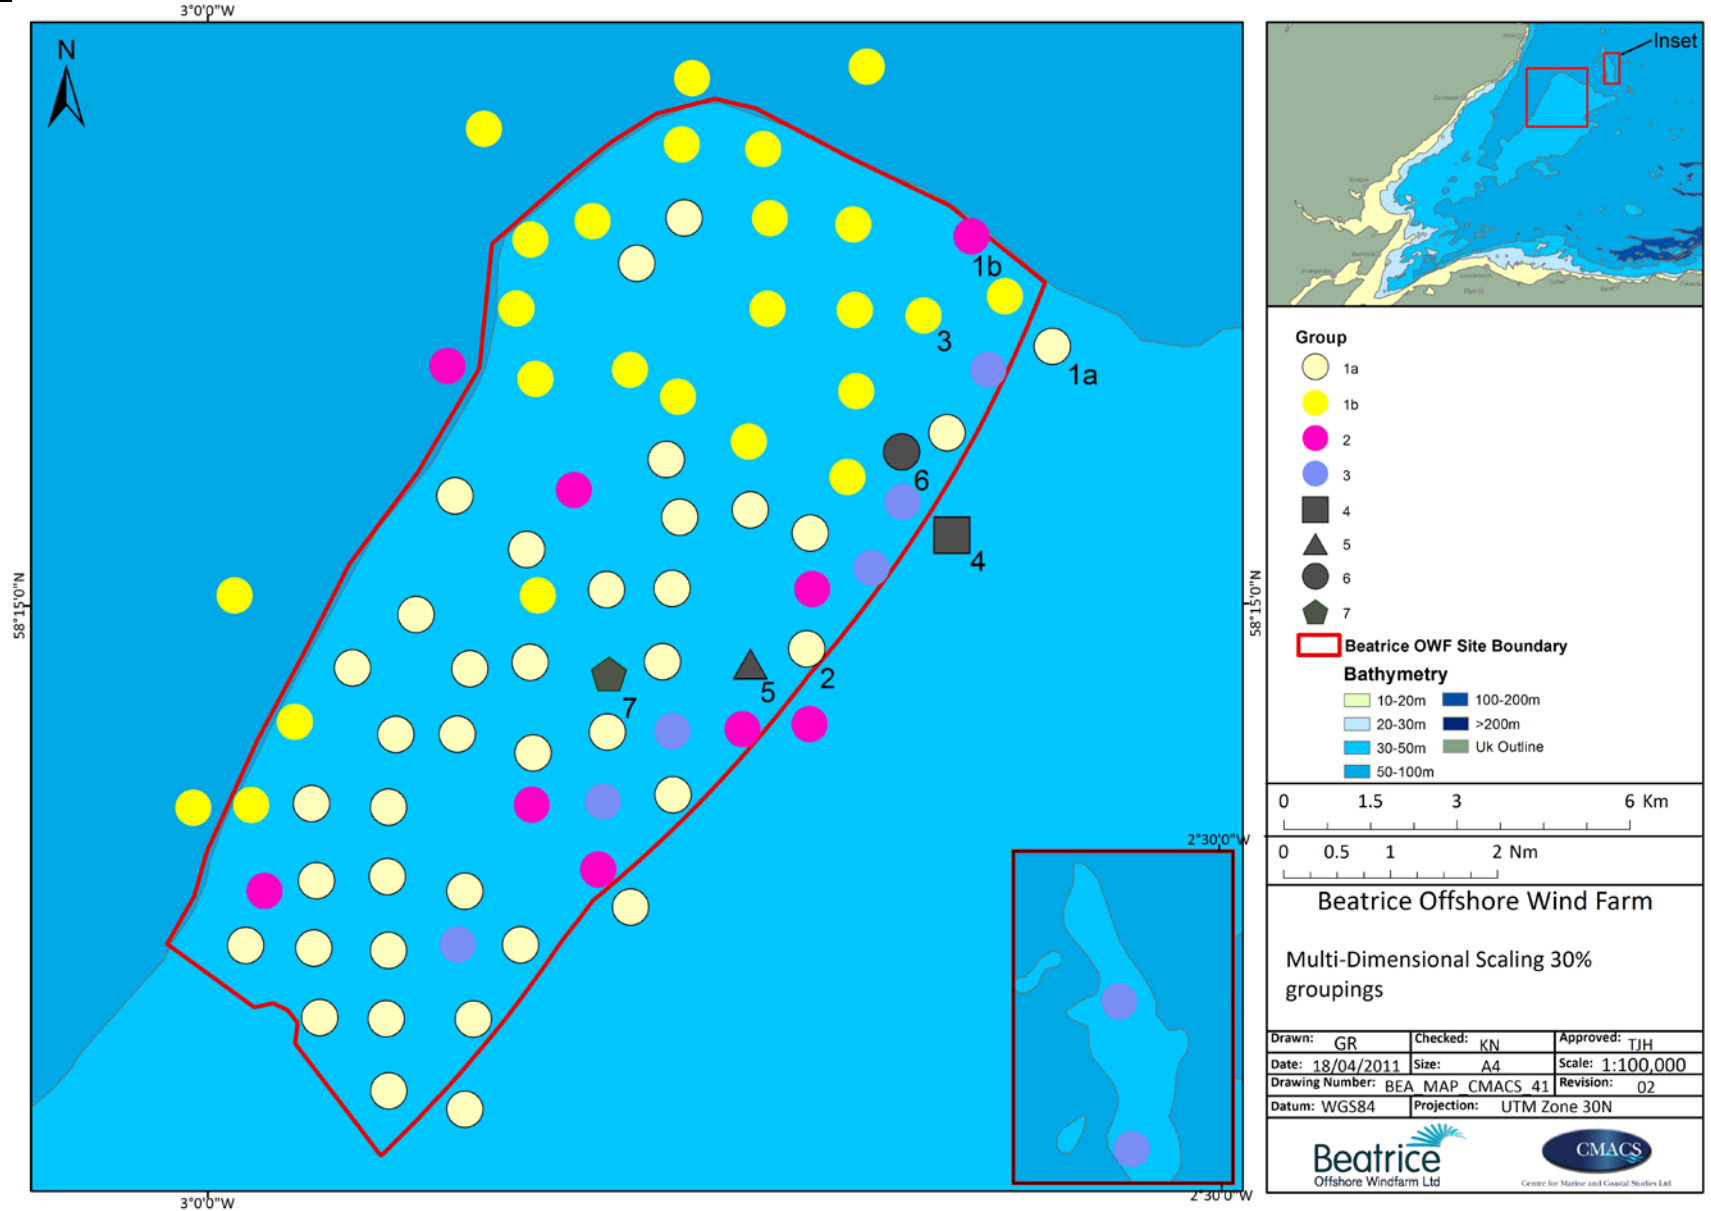 3°0'0"W
N
1b
3
1a
6
4
2
5
7
58°15'0"N
58°15'0"N
2°30'0"W
3°0'0"W
2°30'0"W
Inset
Group
1a
1b
2
3
4
5
6
7
Beatrice OWF Site Boundary
Bathymetry
10-20m 100-200m
20-30m >200m
30-50m Uk Outline
50-100m
0 1.5 3 6 Km
0 0.5 1 2 Nm
Beatrice Offshore Wind Farm
Multi-Dimensional Scaling 30%
groupings
Drawn: GR Checked: KN Approved: TJH
Date: 18/04/2011 Size: A4 Scale: 1:100,000
Drawing Number: BEA_MAP_CMACS_41 Revision: 02
Datum: WGS84 Projection: UTM Zone 30N
Beatrice
Offshore Windfarm Ltd
CMACS
Centre for Marine and Coastal Studies Ltd